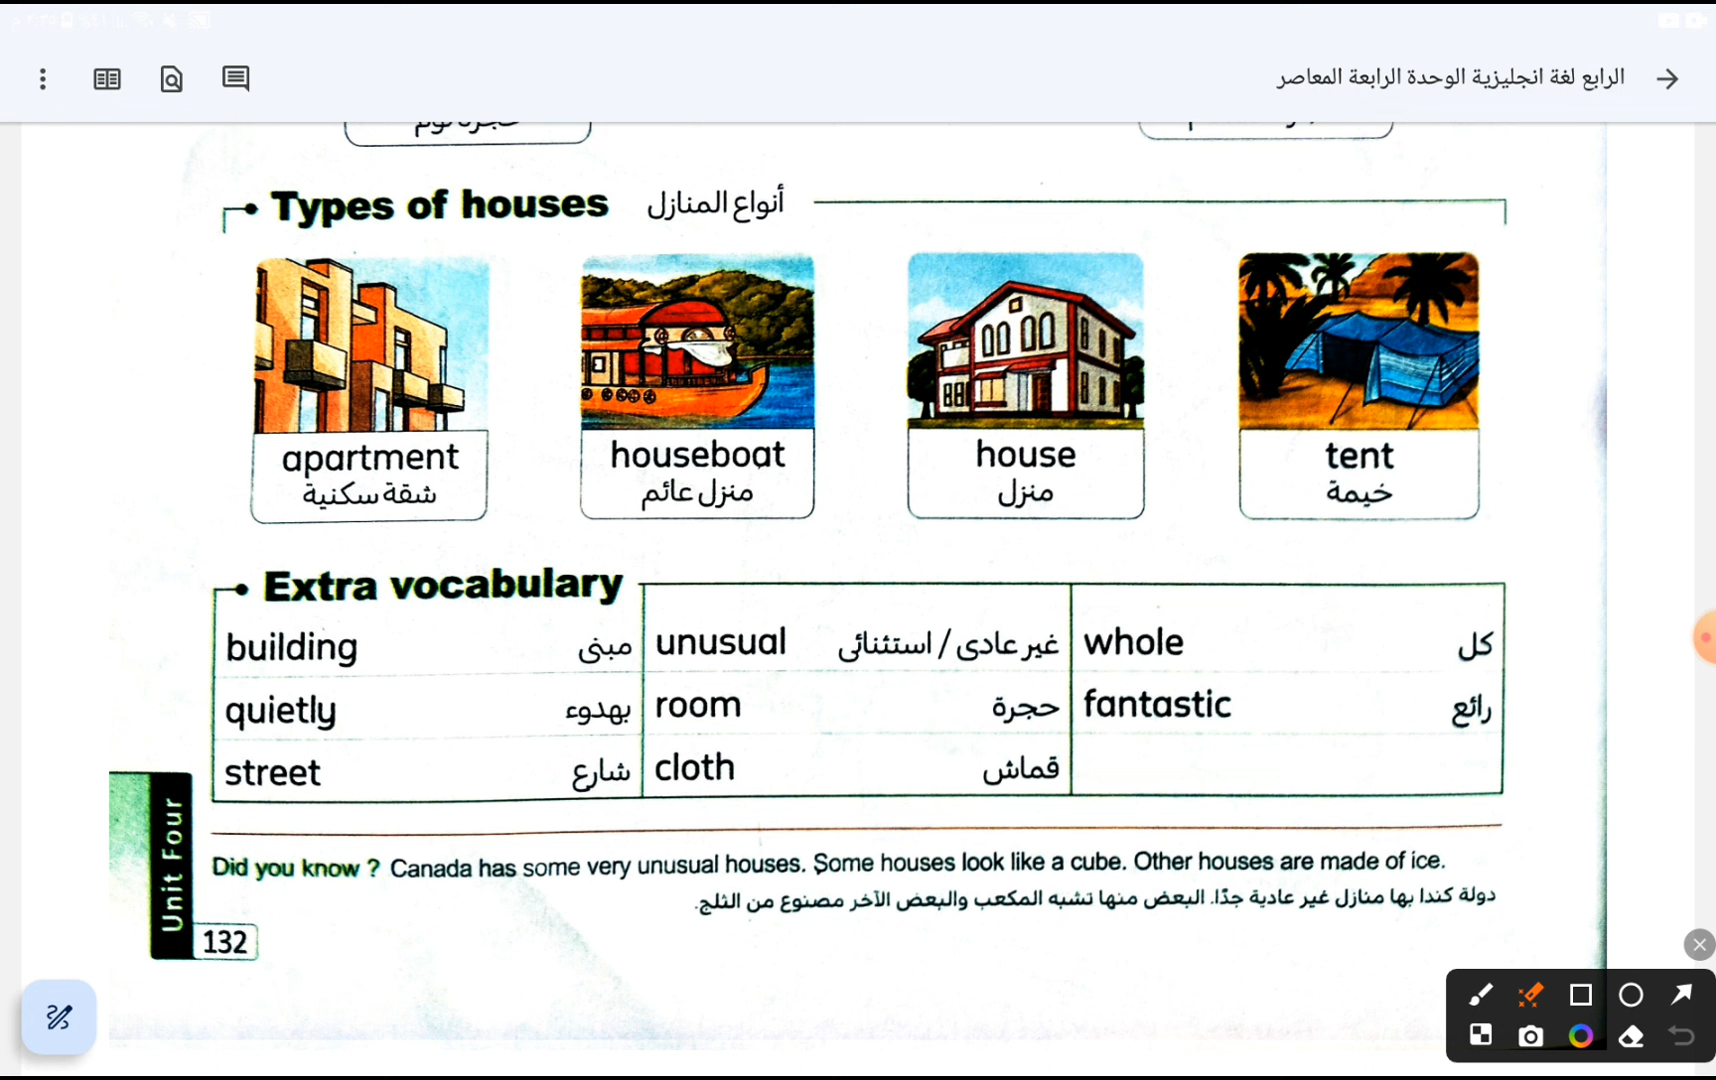 الرابع لغة انجليزية الوحدة الرابعة المعاصر
Types of houses أنواع المنازل
apartment
شقة سكنية
houseboat
منزل عائم
house
منزل
tent
خيمة
Extra vocabulary
building مبنى unusual غير عادى / استثنائى whole كل
quietly بهدوء room حجرة fantastic رائع
street شارع cloth قماش
Did you know ? Canada has some very unusual houses. Some houses look like a cube. Other houses are made of ice.
دولة كندا بها منازل غير عادية جدًا. البعض منها تشبه المكعب والبعض الآخر مصنوع من الثلج.
Unit Four
132